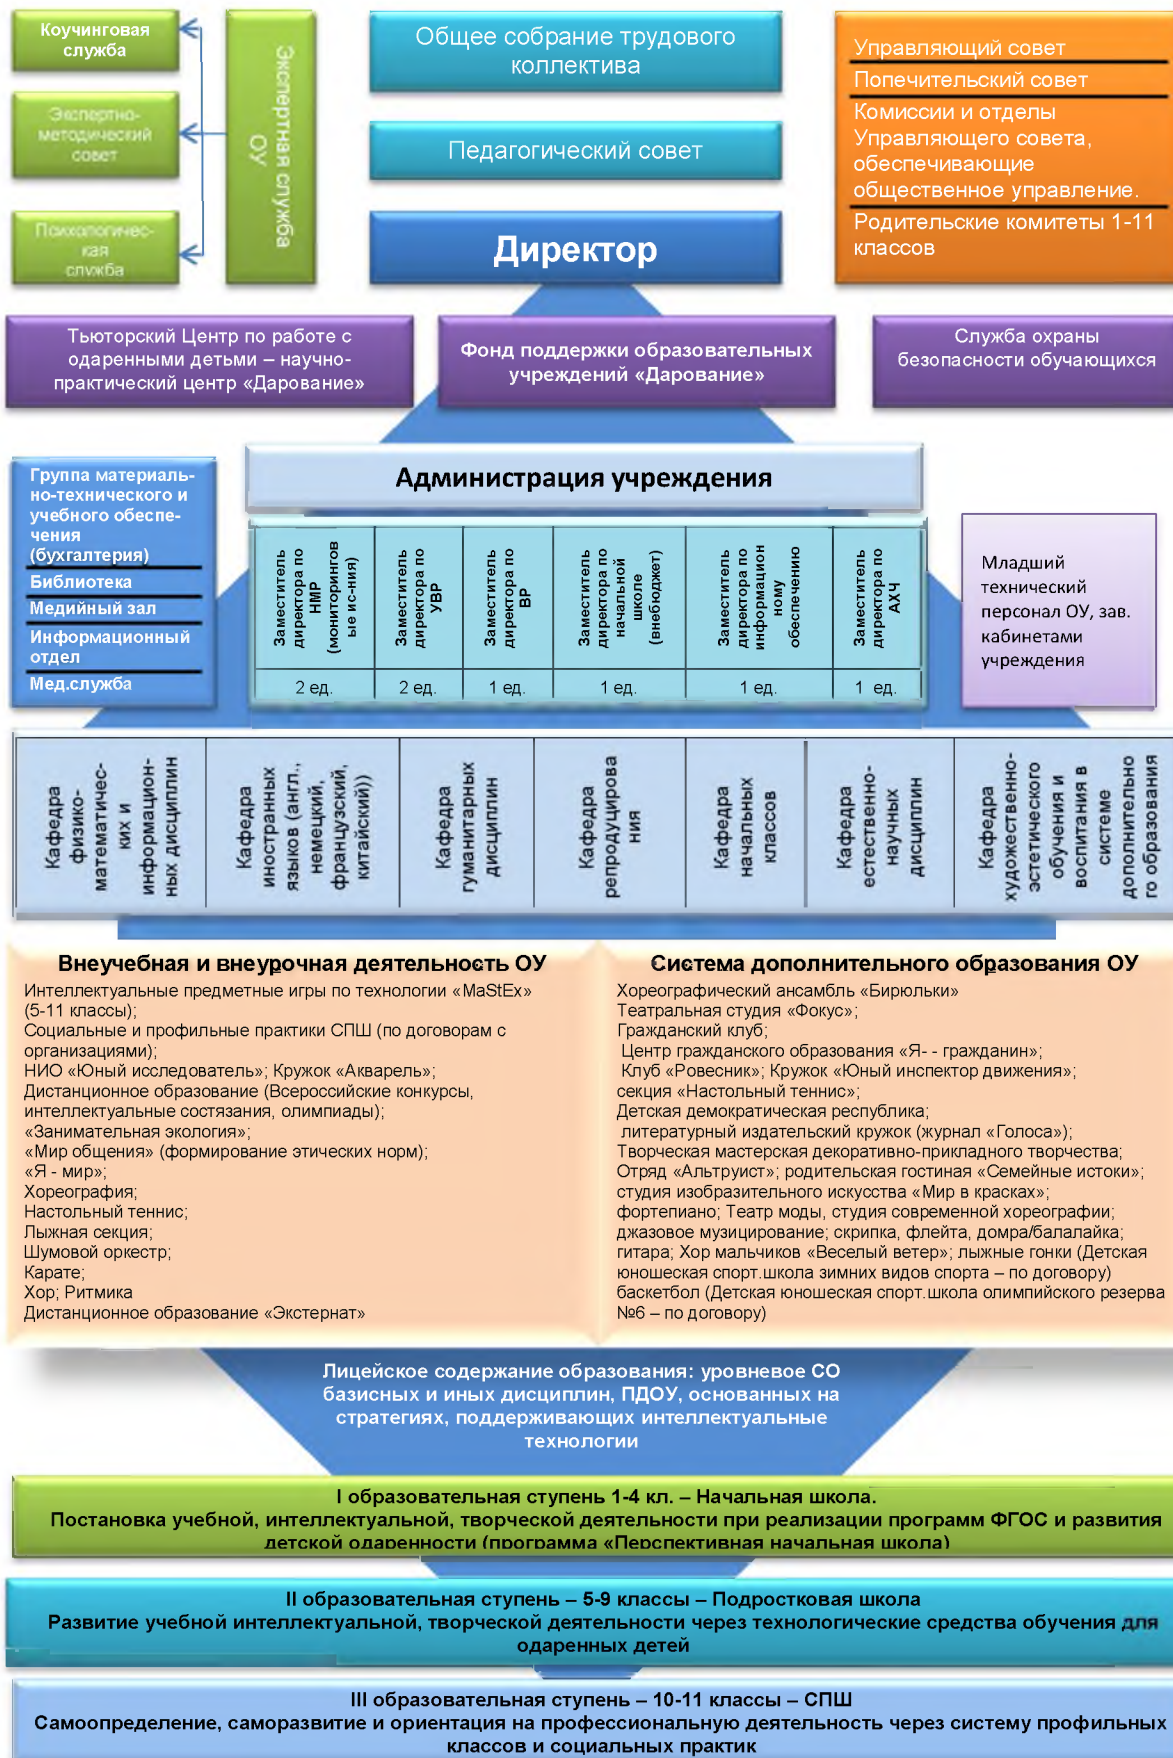 Коучинговая
служба
Экспертно-
методический
совет
Психологичес-
кая
служба
Экспертная служба
ОУ
Общее собрание трудового
коллектива
Педагогический совет
Директор
Управляющий совет
Попечительский совет
Комиссии и отделы
Управляющего совета,
обеспечивающие
общественное управление.
Родительские комитеты 1-11
классов
Тьюторский Центр по работе с
одаренными детьми – научно-
практический центр «Дарование»
Фонд поддержки образовательных
учреждений «Дарование»
Служба охраны
безопасности обучающихся
Группа материаль-
но-технического и
учебного обеспе-
чения
(бухгалтерия)
Библиотека
Медийный зал
Информационный
отдел
Мед.служба
Администрация учреждения
Заместитель
директора по
НМР
(мониторингов
ые ис-ния)
Заместитель
директора по
УВР
Заместитель
директора по
ВР
Заместитель
директора по
начальной
школе
(внебюджет)
Заместитель
директора по
информацион
ному
обеспечению
Заместитель
директора по
АХЧ
2 ед.
2 ед.
1 ед.
1 ед.
1 ед.
1 ед.
Младший
технический
персонал ОУ, зав.
кабинетами
учреждения
Кафедра
физико-
математичес-
ких и
информацион-
ных дисциплин
Кафедра
иностранных
языков (англ.,
немецкий,
французский,
китайский))
Кафедра
гуманитарных
дисциплин
Кафедра
репродуцирова
ния
Кафедра
начальных
классов
Кафедра
естественно-
научных
дисциплин
Кафедра
художественно-
эстетического
обучения и
воспитания в
системе
дополнительно
го образования
Внеучебная и внеурочная деятельность ОУ
Интеллектуальные предметные игры по технологии «MaStEx»
(5-11 классы);
Социальные и профильные практики СПШ (по договорам с
организациями);
НИО «Юный исследователь»; Кружок «Акварель»;
Дистанционное образование (Всероссийские конкурсы,
интеллектуальные состязания, олимпиады);
«Занимательная экология»;
«Мир общения» (формирование этических норм);
«Я - мир»;
Хореография;
Настольный теннис;
Лыжная секция;
Шумовой оркестр;
Карате;
Хор; Ритмика
Дистанционное образование «Экстернат»
Система дополнительного образования ОУ
Хореографический ансамбль «Бирюльки»
Театральная студия «Фокус»;
Гражданский клуб;
Центр гражданского образования «Я- - гражданин»;
Клуб «Ровесник»; Кружок «Юный инспектор движения»;
секция «Настольный теннис»;
Детская демократическая республика;
литературный издательский кружок (журнал «Голоса»);
Творческая мастерская декоративно-прикладного творчества;
Отряд «Альтруист»; родительская гостиная «Семейные истоки»;
студия изобразительного искусства «Мир в красках»;
фортепиано; Театр моды, студия современной хореографии;
джазовое музицирование; скрипка, флейта, домра/балалайка;
гитара; Хор мальчиков «Веселый ветер»; лыжные гонки (Детская
юношеская спорт.школа зимних видов спорта – по договору)
баскетбол (Детская юношеская спорт.школа олимпийского резерва
№6 – по договору)
Лицейское содержание образования: уровневое СО
базисных и иных дисциплин, ПДОУ, основанных на
стратегиях, поддерживающих интеллектуальные
технологии
I образовательная ступень 1-4 кл. – Начальная школа.
Постановка учебной, интеллектуальной, творческой деятельности при реализации программ ФГОС и развития
детской одаренности (программа «Перспективная начальная школа)
II образовательная ступень – 5-9 классы – Подростковая школа
Развитие учебной интеллектуальной, творческой деятельности через технологические средства обучения для
одаренных детей
III образовательная ступень – 10-11 классы – СПШ
Самоопределение, саморазвитие и ориентация на профессиональную деятельность через систему профильных
классов и социальных практик